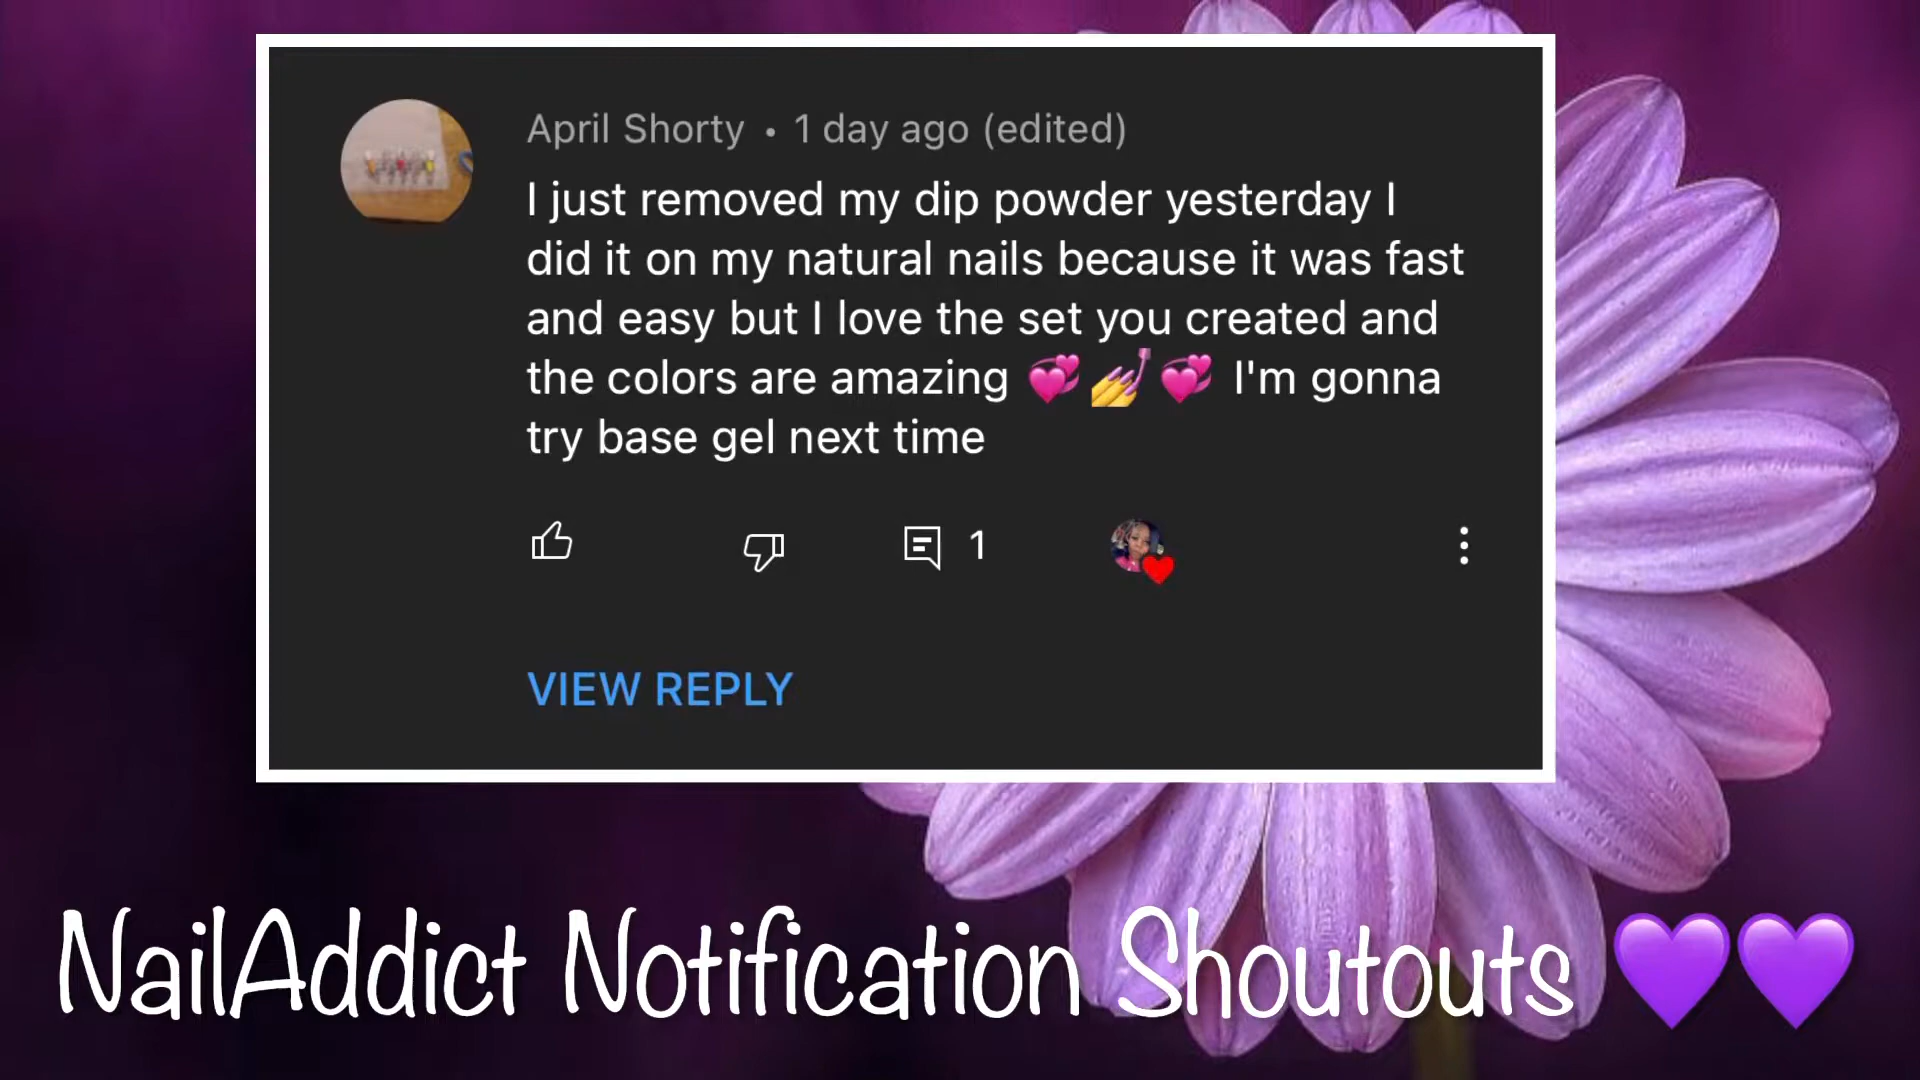 April Shorty • 1 day ago (edited)
I just removed my dip powder yesterday I
did it on my natural nails because it was fast
and easy but I love the set you created and
the colors are amazing 💞💅💞 I'm gonna
try base gel next time
1
VIEW REPLY
NailAddict Notification Shoutouts 💜💜